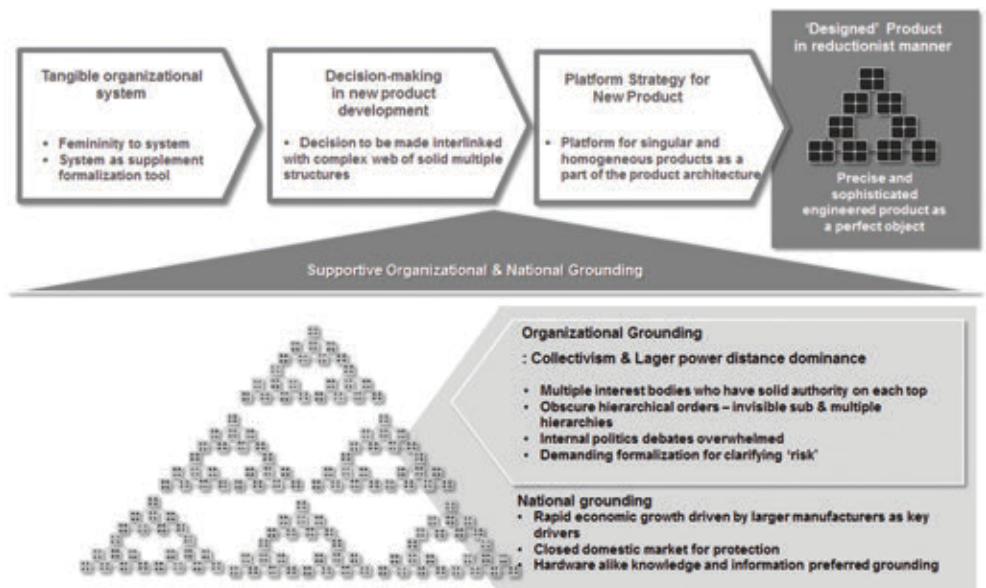 Tangible organizational
system
• Femininity to system
• System as supplement
formalization tool
Decision-making
in new product
development
• Decision to be made interlinked
with complex web of solid multiple
structures
Platform Strategy for
New Product
• Platform for singular and
homogeneous products as a
part of the product architecture
'Designed' Product
in reductionist manner
Precise and
sophisticated
engineered product as
a perfect object
Supportive Organizational & National Grounding
Organizational Grounding
: Collectivism & Lager power distance dominance
• Multiple interest bodies who have solid authority on each top
• Obscure hierarchical orders – invisible sub & multiple
hierarchies
• Internal politics debates overwhelmed
• Demanding formalization for clarifying 'risk'
National grounding
• Rapid economic growth driven by larger manufacturers as key
drivers
• Closed domestic market for protection
• Hardware alike knowledge and information preferred grounding